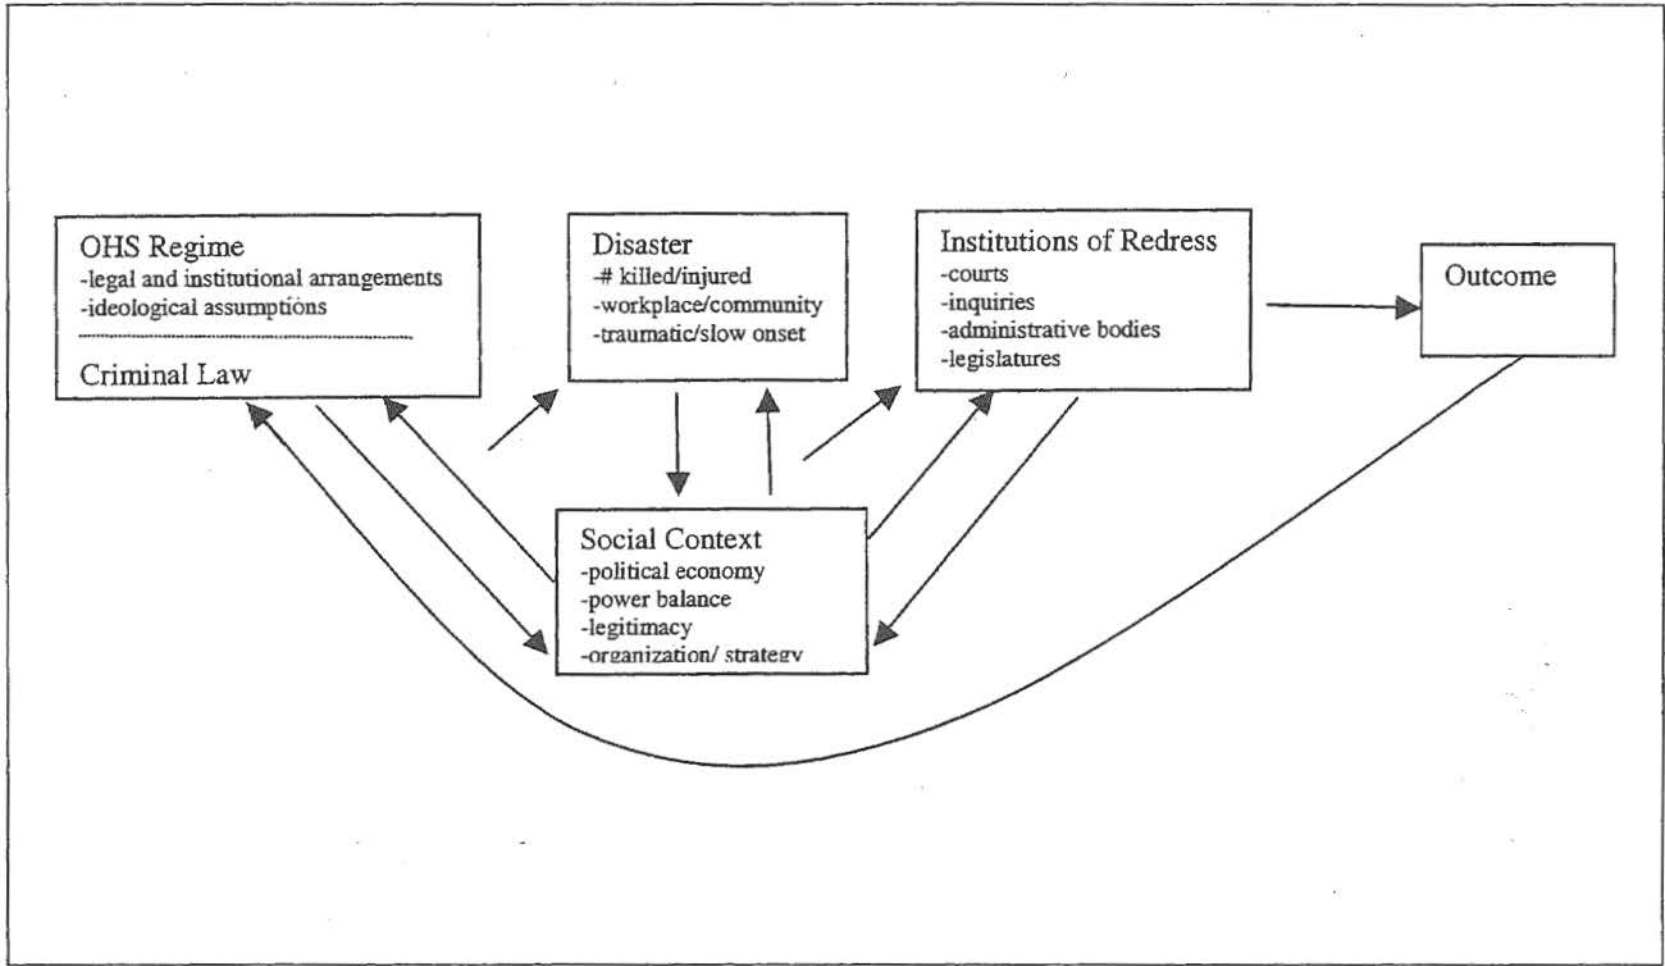 OHS Regime
-legal and institutional arrangements
-ideological assumptions
Criminal Law
Disaster
-# killed/injured
-workplace/community
-traumatic/slow onset
Institutions of Redress
-courts
-inquiries
-administrative bodies
-legislatures
Outcome
Social Context
-political economy
-power balance
-legitimacy
-organization/ strategy